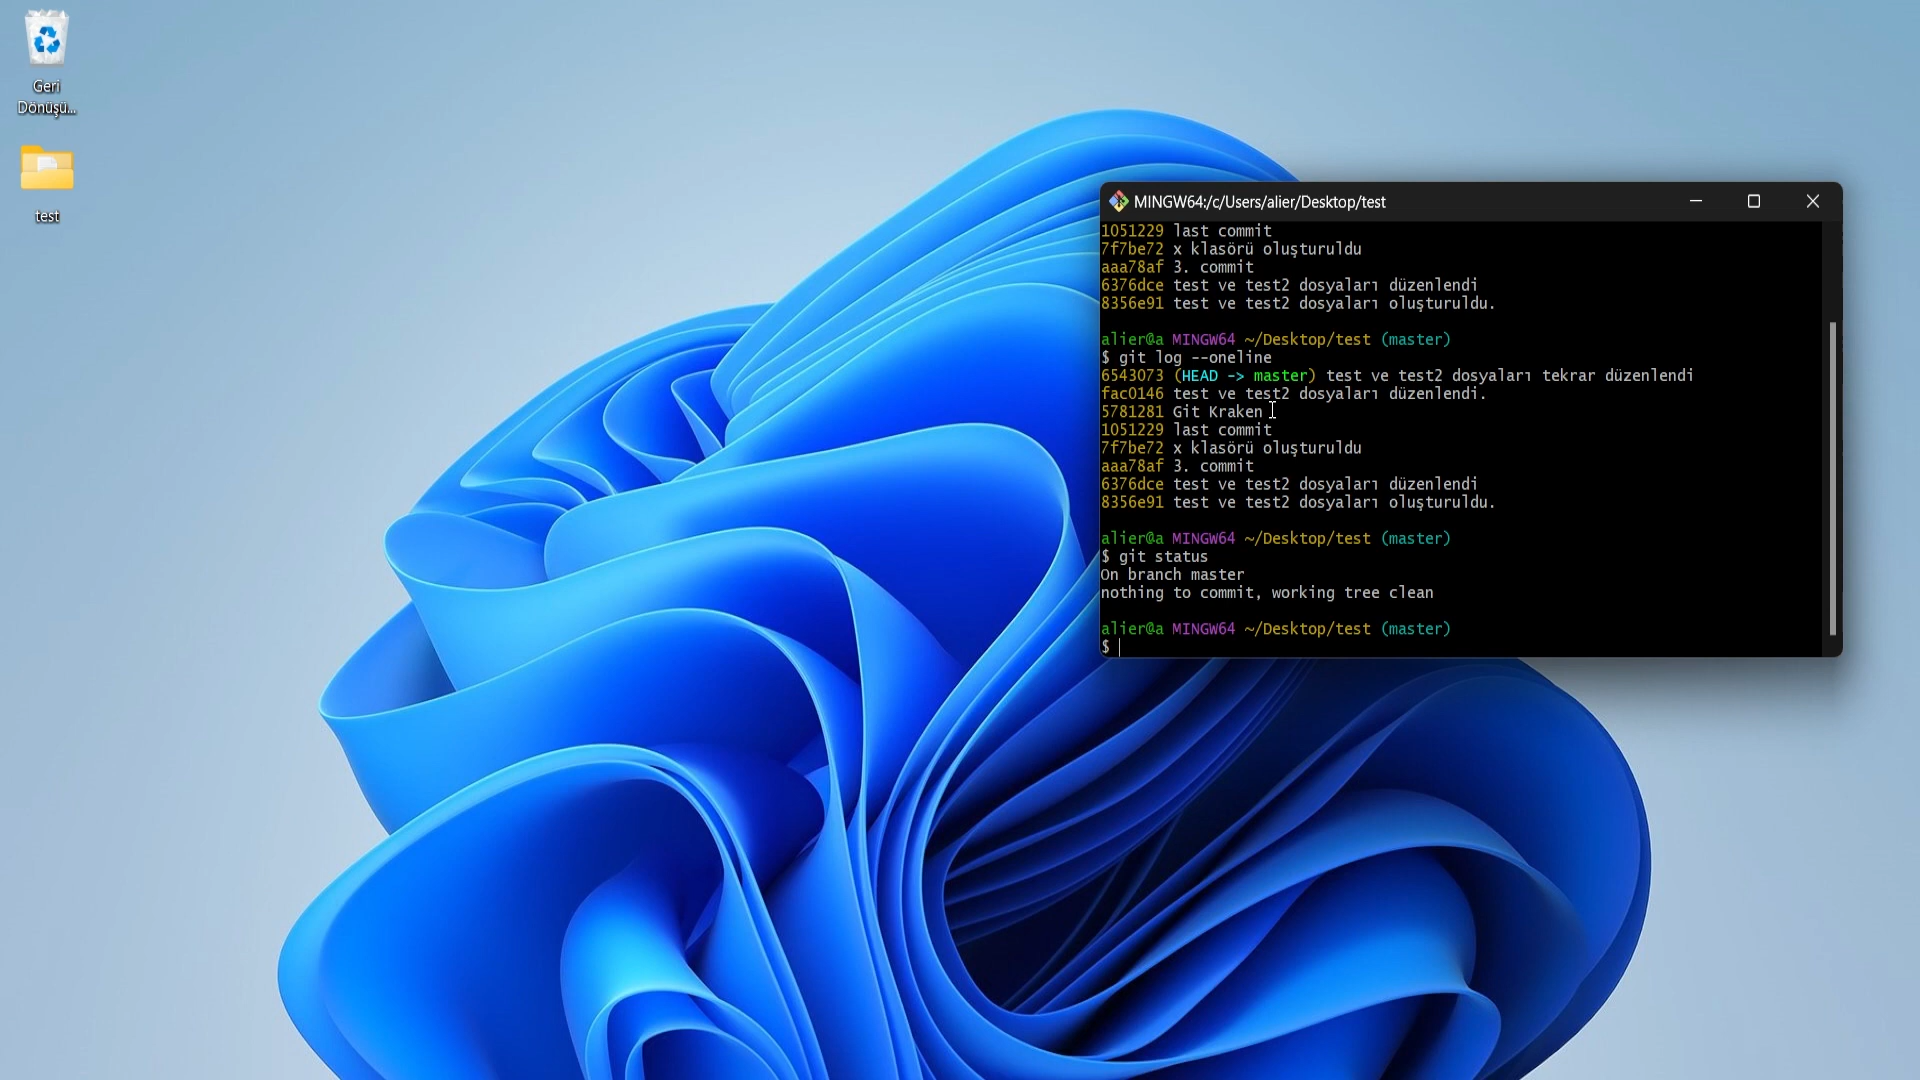 Geri
Dönüşü...
test
MINGW64:/c/Users/alier/Desktop/test
1051229 last commit
7f7be72 x klasörü oluşturuldu
aaa78af 3. commit
6376dce test ve test2 dosyaları düzenlendi
8356e91 test ve test2 dosyaları oluşturuldu.
alier@a MINGW64 ~/Desktop/test (master)
$ git log --oneline
6543073 (HEAD -> master) test ve test2 dosyaları tekrar düzenlendi
fac0146 test ve test2 dosyaları düzenlendi.
5781281 Git Kraken
1051229 last commit
7f7be72 x klasörü oluşturuldu
aaa78af 3. commit
6376dce test ve test2 dosyaları düzenlendi
8356e91 test ve test2 dosyaları oluşturuldu.
alier@a MINGW64 ~/Desktop/test (master)
$ git status
On branch master
nothing to commit, working tree clean
alier@a MINGW64 ~/Desktop/test (master)
$